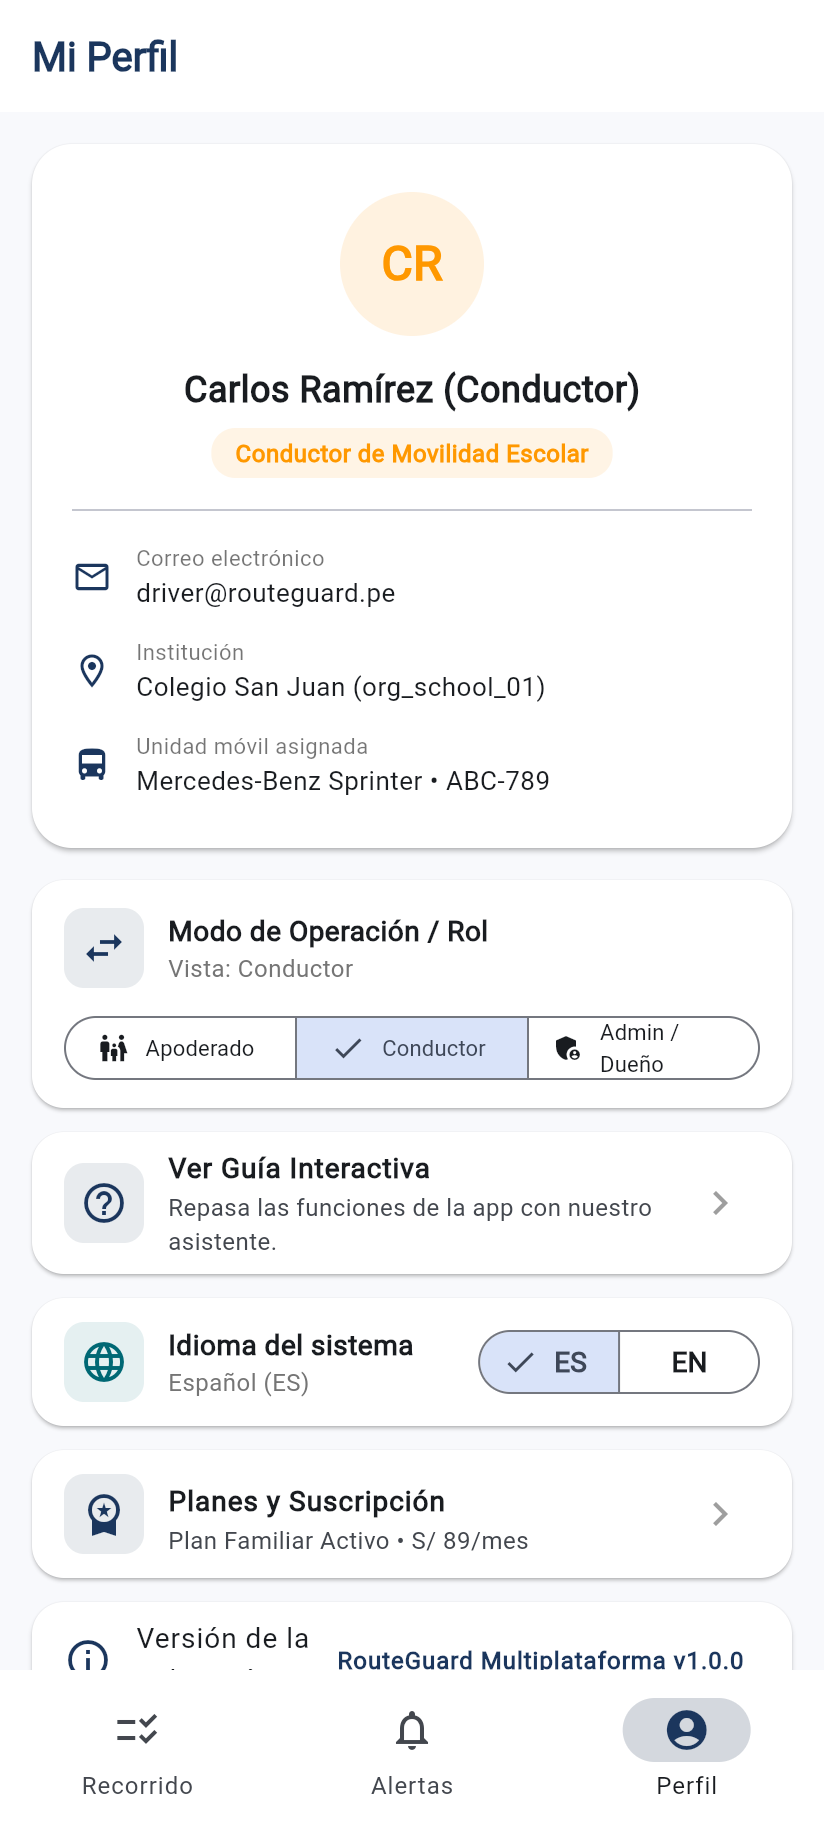 Mi Perfil
CR
Carlos Ramírez (Conductor)
Conductor de Movilidad Escolar
Correo electrónico
driver@routeguard.pe
Institución
Colegio San Juan (org_school_01)
Unidad móvil asignada
Mercedes-Benz Sprinter • ABC-789
Modo de Operación / Rol
Vista: Conductor
Apoderado
Conductor
Admin /
Dueño
Ver Guía Interactiva
Repasa las funciones de la app con nuestro
asistente.
Idioma del sistema
Español (ES)
ES
EN
Planes y Suscripción
Plan Familiar Activo • S/ 89/mes
Versión de la
RouteGuard Multiplataforma v1.0.0
Recorrido
Alertas
Perfil